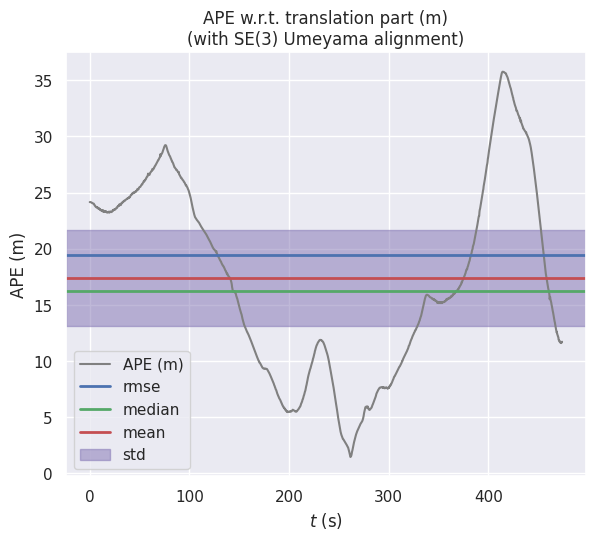 APE w.r.t. translation part (m)
(with SE(3) Umeyama alignment)
APE (m)
35
30
25
20
15
10
5
0
APE (m)
rmse
median
mean
std
0 100 200 300 400
t (s)